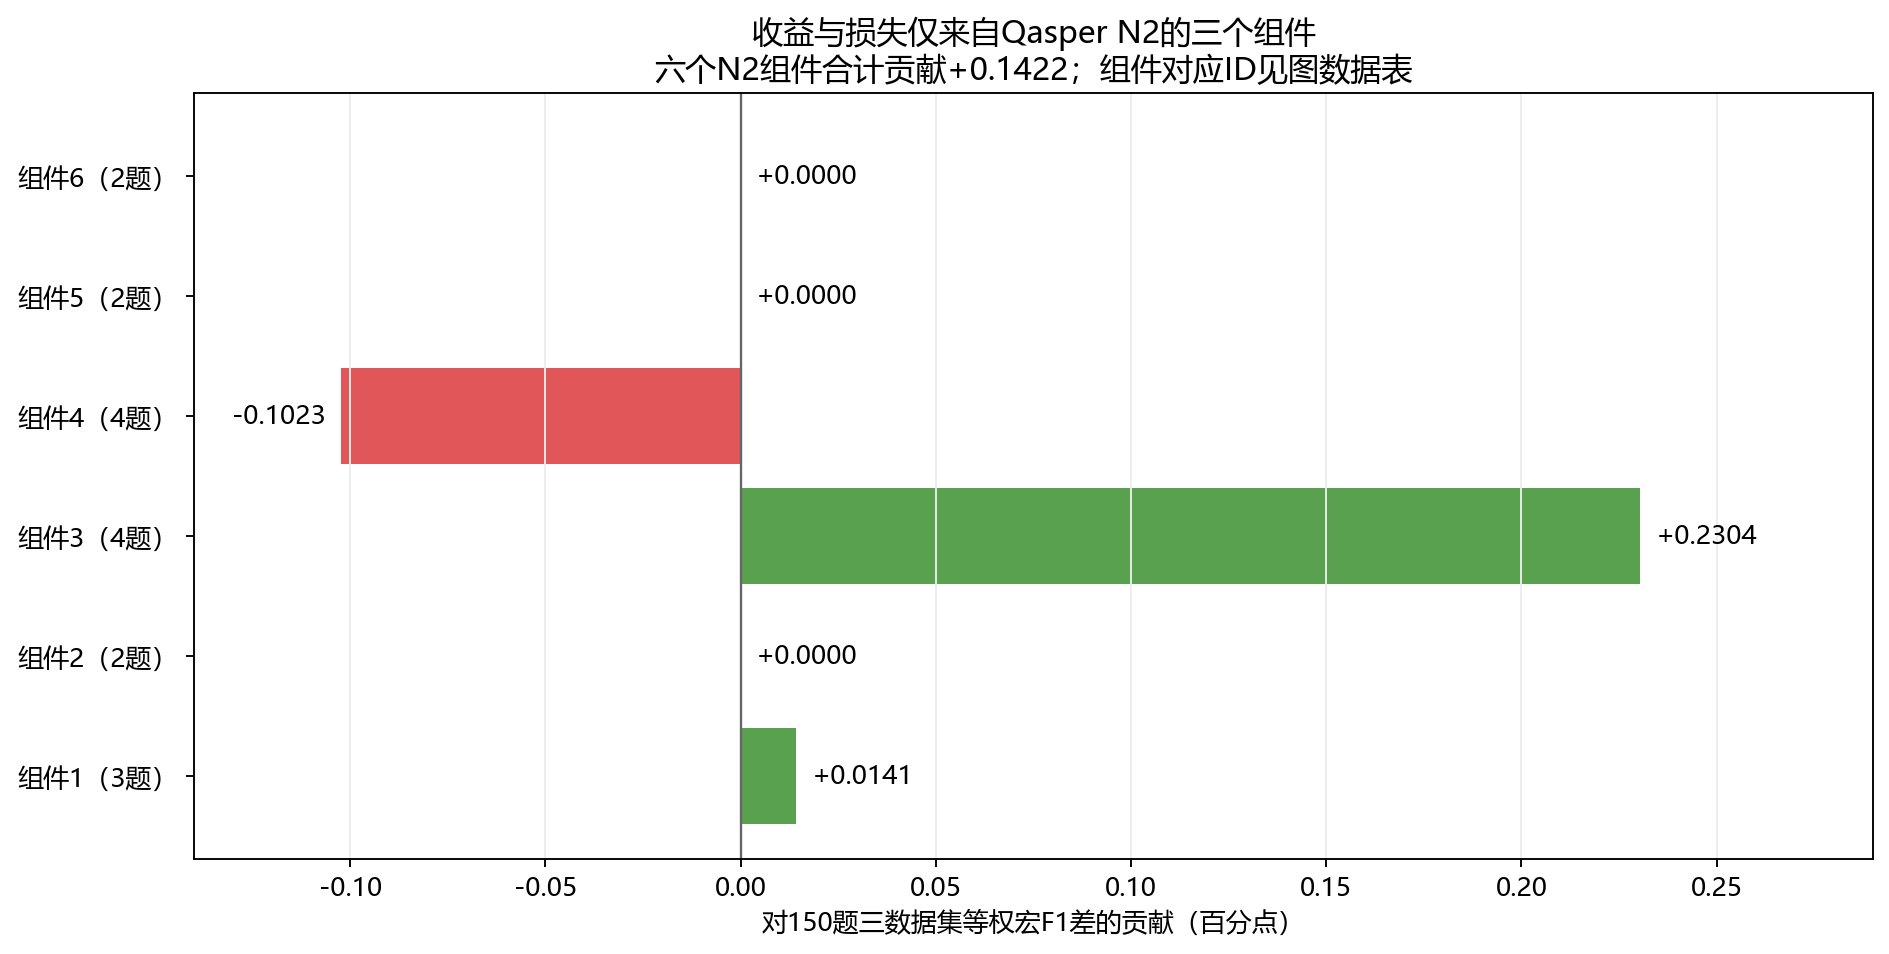 收益与损失仅来自Qasper N2的三个组件
六个N2组件合计贡献+0.1422；组件对应ID见图数据表
组件6（2题） +0.0000
组件5（2题） +0.0000
组件4（4题） -0.1023
组件3（4题） +0.2304
组件2（2题） +0.0000
组件1（3题） +0.0141
-0.10 -0.05 0.00 0.05 0.10 0.15 0.20 0.25
对150题三数据集等权宏F1差的贡献（百分点）